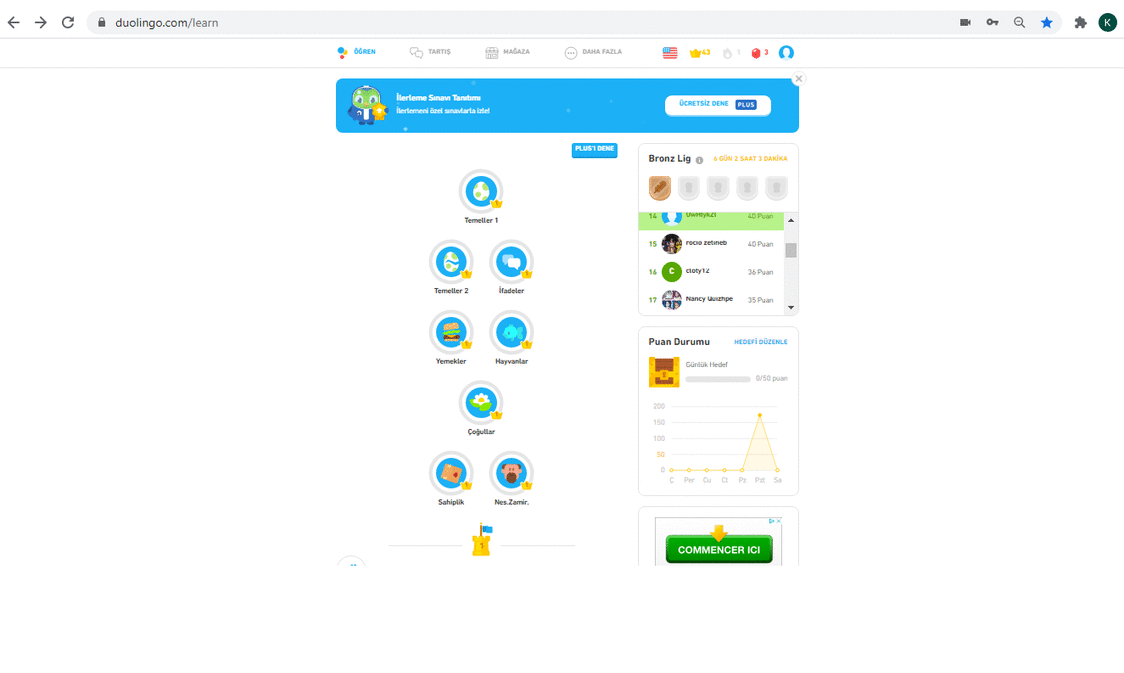 duolingo.com/learn
K
ÖĞREN
TARTIŞ
MAĞAZA
DAHA FAZLA
43
1
3
İlerleme Sınavı Tanıtımı
İlerlemeni özel sınavlarla izle!
ÜCRETSİZ DENE PLUS
PLUS'I DENE
Temeller 1
Temeller 2
İfadeler
Yemekler
Hayvanlar
Çoğullar
Sahiplik
Nes.Zamir.
1
Bronz Lig
6 GÜN 2 SAAT 3 DAKİKA
14 40 Puan
15 rocio zetineb 40 Puan
16 C cloty12 36 Puan
17 Nancy Quizhpe 35 Puan
Puan Durumu
HEDEFİ DÜZENLE
Günlük Hedef
0/50 puan
200
150
100
50
0
Ç Per Cu Ct Pz Pzt Sa
COMMENCER ICI